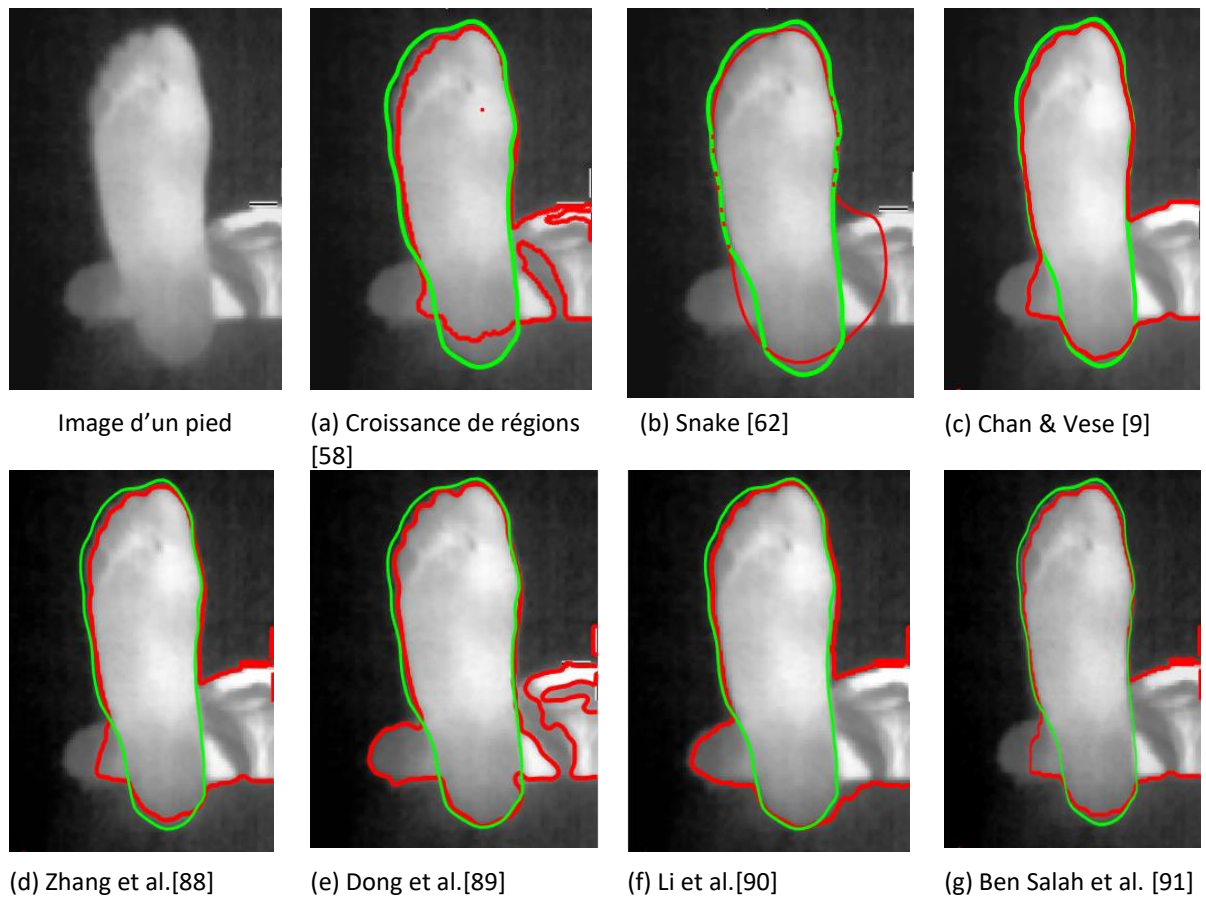 Image d’un pied
(a) Croissance de régions
[58]
(b) Snake [62]
(c) Chan & Vese [9]
(d) Zhang et al.[88]
(e) Dong et al.[89]
(f) Li et al.[90]
(g) Ben Salah et al. [91]